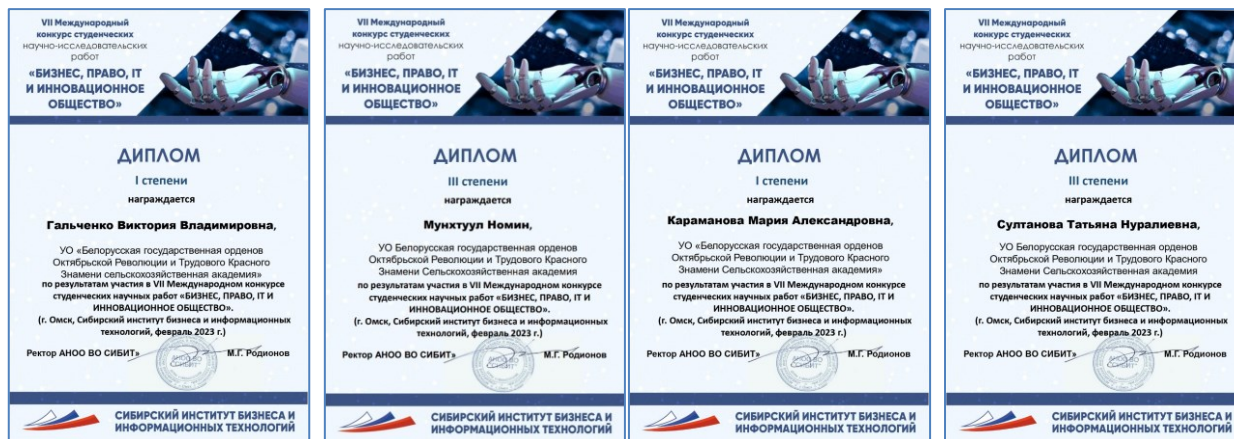 VII Международный
конкурс студенческих
научно-исследовательских
работ
«БИЗНЕС, ПРАВО, IT
И ИННОВАЦИОННОЕ
ОБЩЕСТВО»
ДИПЛОМ
I степени
награждается
Гальченко Виктория Владимировна,
УО «Белорусская государственная орденов
Октябрьской Революции и Трудового Красного
Знамени сельскохозяйственная академия»
по результатам участия в VII Международном конкурсе
студенческих научных работ «БИЗНЕС, ПРАВО, IT И
ИННОВАЦИОННОЕ ОБЩЕСТВО».
(г. Омск, Сибирский институт бизнеса и информационных
технологий, февраль 2023 г.)
Ректор АНОО ВО СИБИТ» М.Г. Родионов
АНОО ВО
СИБИТ
СИБИРСКИЙ ИНСТИТУТ БИЗНЕСА И
ИНФОРМАЦИОННЫХ ТЕХНОЛОГИЙ
VII Международный
конкурс студенческих
научно-исследовательских
работ
«БИЗНЕС, ПРАВО, IT
И ИННОВАЦИОННОЕ
ОБЩЕСТВО»
ДИПЛОМ
III степени
награждается
Мунхтуул Номин,
УО Белорусская государственная орденов
Октябрьской Революции и Трудового Красного
Знамени Сельскохозяйственная академия
по результатам участия в VII Международном конкурсе
студенческих научных работ «БИЗНЕС, ПРАВО, IT И
ИННОВАЦИОННОЕ ОБЩЕСТВО».
(г. Омск, Сибирский институт бизнеса и информационных
технологий, февраль 2023 г.)
Ректор АНОО ВО СИБИТ» М.Г. Родионов
АНОО ВО
СИБИТ
СИБИРСКИЙ ИНСТИТУТ БИЗНЕСА И
ИНФОРМАЦИОННЫХ ТЕХНОЛОГИЙ
VII Международный
конкурс студенческих
научно-исследовательских
работ
«БИЗНЕС, ПРАВО, IT
И ИННОВАЦИОННОЕ
ОБЩЕСТВО»
ДИПЛОМ
I степени
награждается
Караманова Мария Александровна,
УО «Белорусская государственная орденов
Октябрьской Революции и Трудового Красного
Знамени Сельскохозяйственная академия
по результатам участия в VII Международном конкурсе
студенческих научных работ «БИЗНЕС, ПРАВО, IT И
ИННОВАЦИОННОЕ ОБЩЕСТВО».
(г. Омск, Сибирский институт бизнеса и информационных
технологий, февраль 2023 г.)
Ректор АНОО ВО СИБИТ» М.Г. Родионов
АНОО ВО
СИБИТ
СИБИРСКИЙ ИНСТИТУТ БИЗНЕСА И
ИНФОРМАЦИОННЫХ ТЕХНОЛОГИЙ
VII Международный
конкурс студенческих
научно-исследовательских
работ
«БИЗНЕС, ПРАВО, IT
И ИННОВАЦИОННОЕ
ОБЩЕСТВО»
ДИПЛОМ
III степени
награждается
Султанова Татьяна Нуралиевна,
УО Белорусская государственная орденов
Октябрьской Революции и Трудового Красного
Знамени Сельскохозяйственная академия
по результатам участия в VII Международном конкурсе
студенческих научных работ «БИЗНЕС, ПРАВО, IT И
ИННОВАЦИОННОЕ ОБЩЕСТВО».
(г. Омск, Сибирский институт бизнеса и информационных
технологий, февраль 2023 г.)
Ректор АНОО ВО СИБИТ» М.Г. Родионов
АНОО ВО
СИБИТ
СИБИРСКИЙ ИНСТИТУТ БИЗНЕСА И
ИНФОРМАЦИОННЫХ ТЕХНОЛОГИЙ